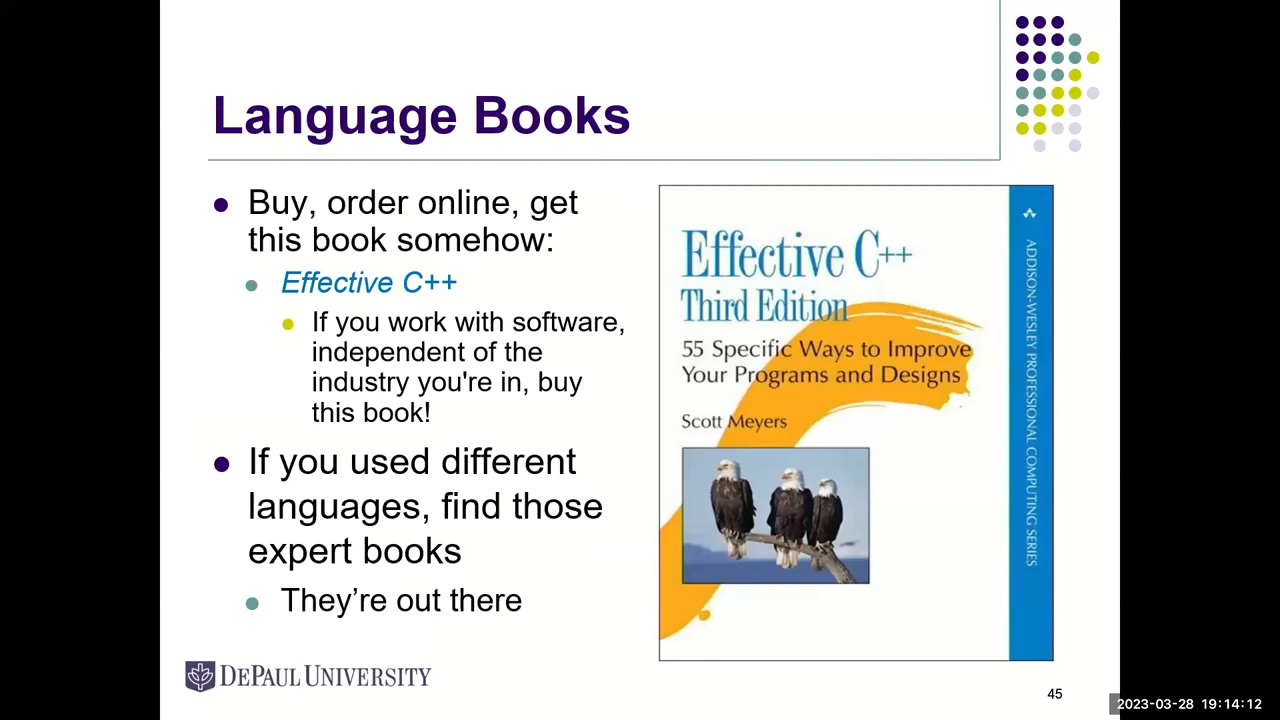 Language Books
Buy, order online, get
this book somehow:
Effective C++
If you work with software,
independent of the
industry you're in, buy
this book!
If you used different
languages, find those
expert books
They’re out there
Effective C++
Third Edition
55 Specific Ways to Improve
Your Programs and Designs
Scott Meyers
ADDISON-WESLEY PROFESSIONAL COMPUTING SERIES
DEPAUL UNIVERSITY
45
2023-03-28 19:14:12